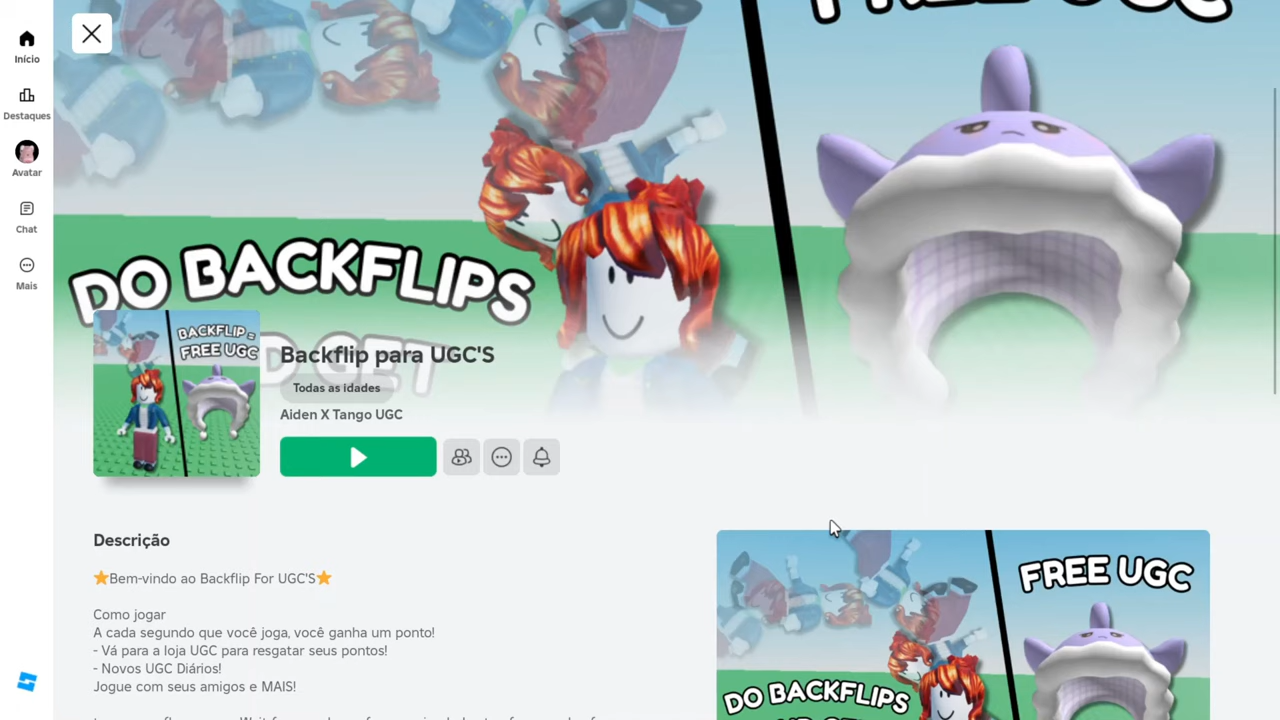 Início
Destaques
Avatar
Chat
Mais
FREE UGC
DO BACKFLIPS
AND GET
BACKFLIP =
FREE UGC
Backflip para UGC'S
Todas as idades
Aiden X Tango UGC
Descrição
⭐Bem-vindo ao Backflip For UGC'S⭐
Como jogar
A cada segundo que você joga, você ganha um ponto!
- Vá para a loja UGC para resgatar seus pontos!
- Novos UGC Diários!
Jogue com seus amigos e MAIS!
FREE UGC
DO BACKFLIPS